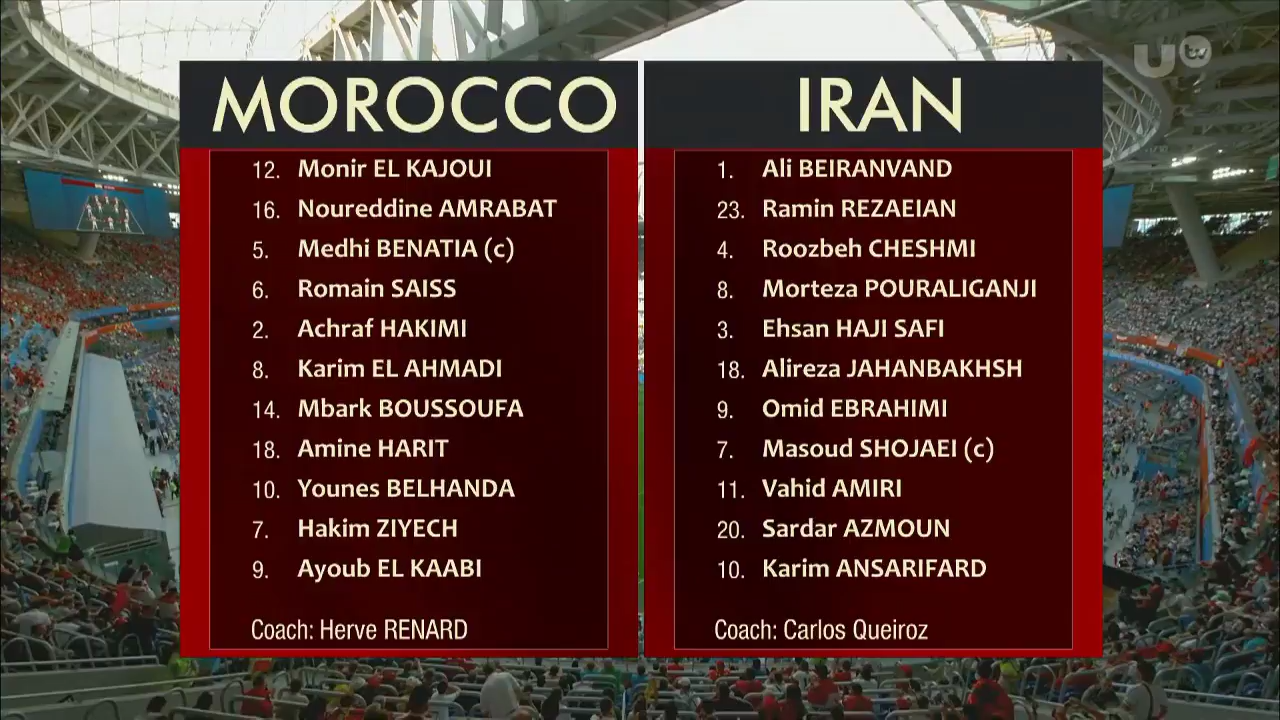 MOROCCO
12. Monir EL KAJOUI
16. Noureddine AMRABAT
5. Medhi BENATIA (c)
6. Romain SAISS
2. Achraf HAKIMI
8. Karim EL AHMADI
14. Mbark BOUSSOUFA
18. Amine HARIT
10. Younes BELHANDA
7. Hakim ZIYECH
9. Ayoub EL KAABI
Coach: Herve RENARD
IRAN
1. Ali BEIRANVAND
23. Ramin REZAEIAN
4. Roozbeh CHESHMI
8. Morteza POURALIGANJI
3. Ehsan HAJI SAFI
18. Alireza JAHANBAKHSH
9. Omid EBRAHIMI
7. Masoud SHOJAEI (c)
11. Vahid AMIRI
20. Sardar AZMOUN
10. Karim ANSARIFARD
Coach: Carlos Queiroz